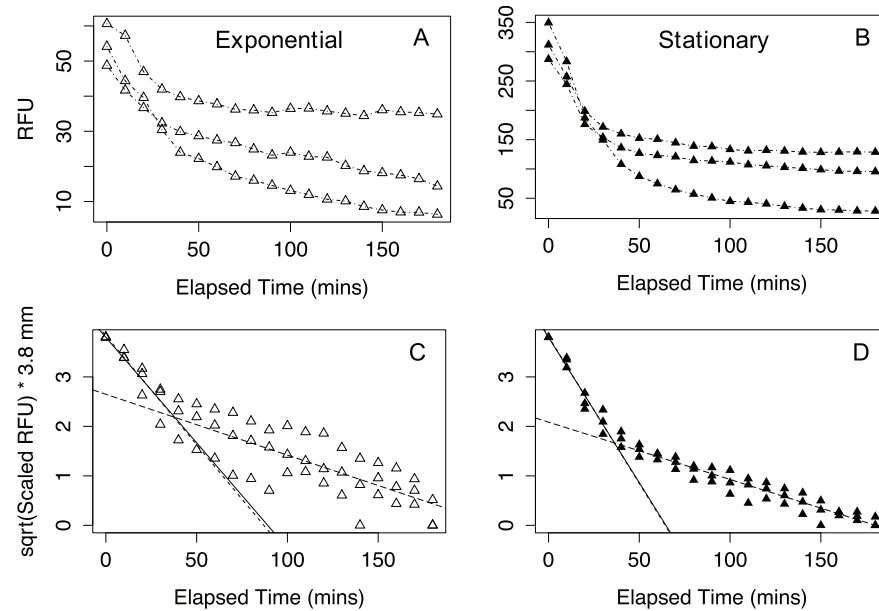 Exponential A
Stationary B
RFU
50
30
10
350
250
150
50
0 50 100 150
0 50 100 150
Elapsed Time (mins)
Elapsed Time (mins)
C
D
sqrt(Scaled RFU) * 3.8 mm
3
2
1
0
3
2
1
0
0 50 100 150
0 50 100 150
Elapsed Time (mins)
Elapsed Time (mins)